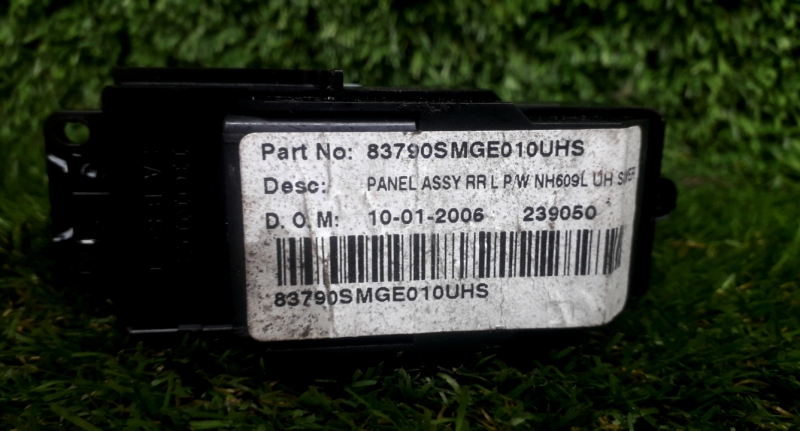 Part No: 83790SMGE010UHS
Desc: PANEL ASSY RR L P/W NH609L UH
D.O.M: 10-01-2006 239050
83790SMGE010UHS